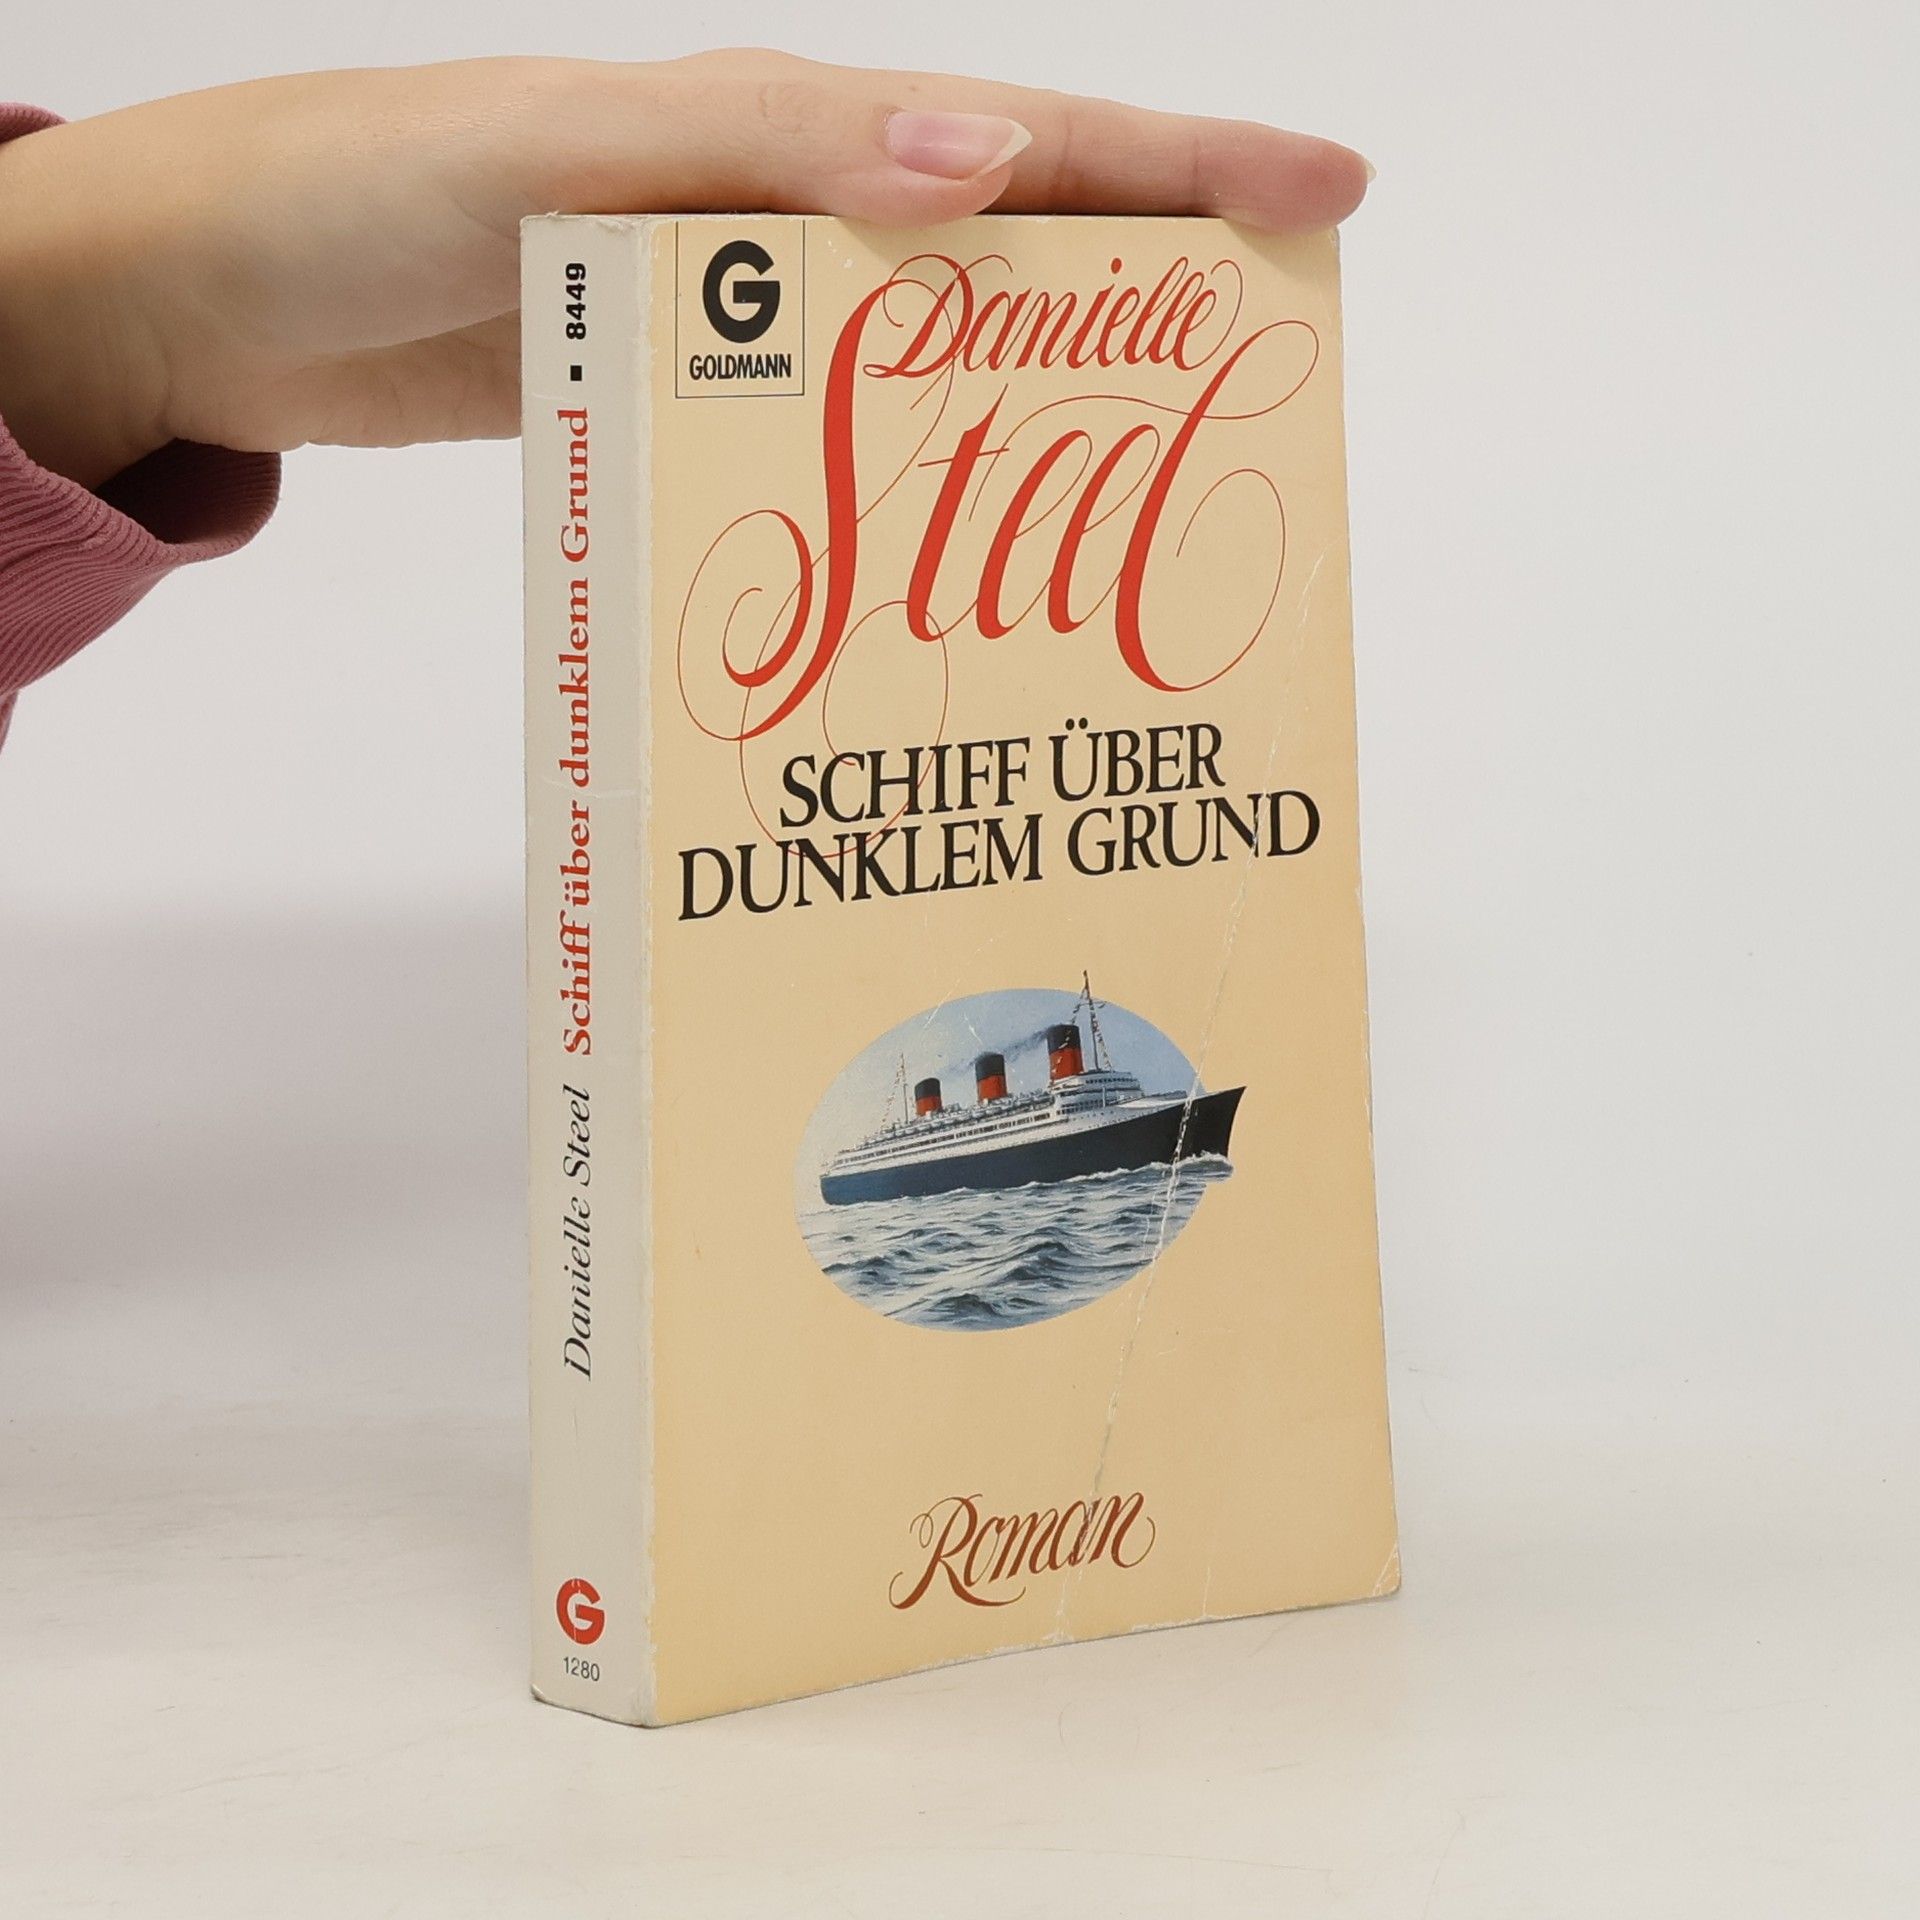 Danielle Steel Schiff über dunklem Grund ■ 8449
G
1280
G
GOLDMANN
Danielle
Steel
SCHIFF ÜBER
DUNKLEM GRUND
Roman